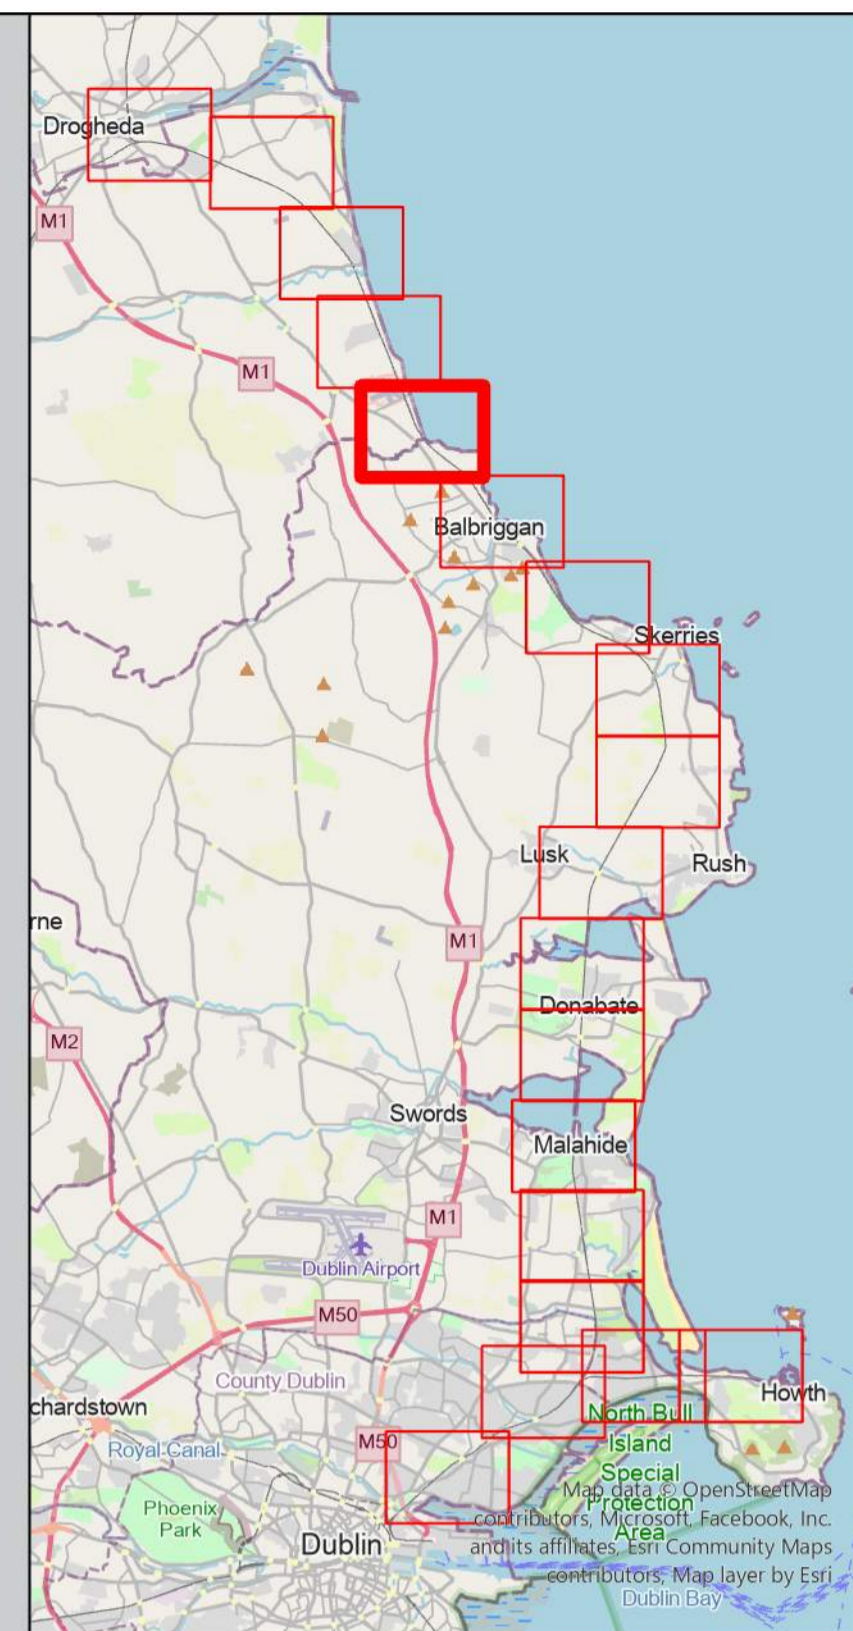 Drogheda
M1
M1
Balbriggan
Skerries
Lusk
Rush
rne
M1
Donabate
M2
Swords
Malahide
M1
Dublin Airport
M50
County Dublin
Howth
chardstown
North Bull
Island
Special
Protection
Area
M50
Royal Canal
Phoenix
Park
Dublin
Map data © OpenStreetMap
contributors, Microsoft, Facebook, Inc.
and its affiliates, Esri Community Maps
contributors, Map layer by Esri
Dublin Bay